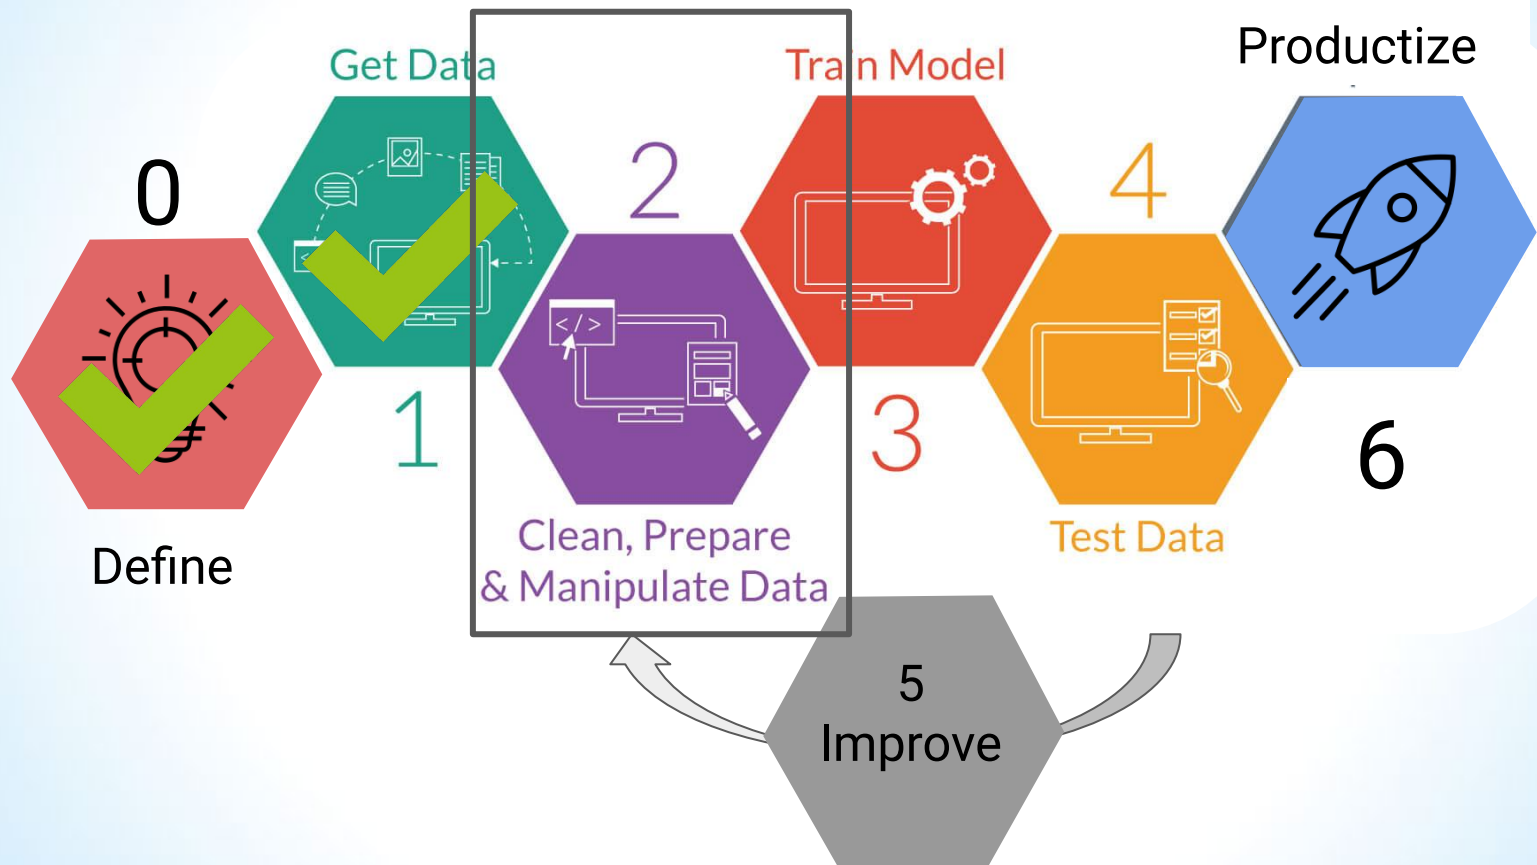 0
Define
Get Data
1
2
</>
Clean, Prepare
& Manipulate Data
Train Model
3
4
Test Data
5
Improve
Productize
6